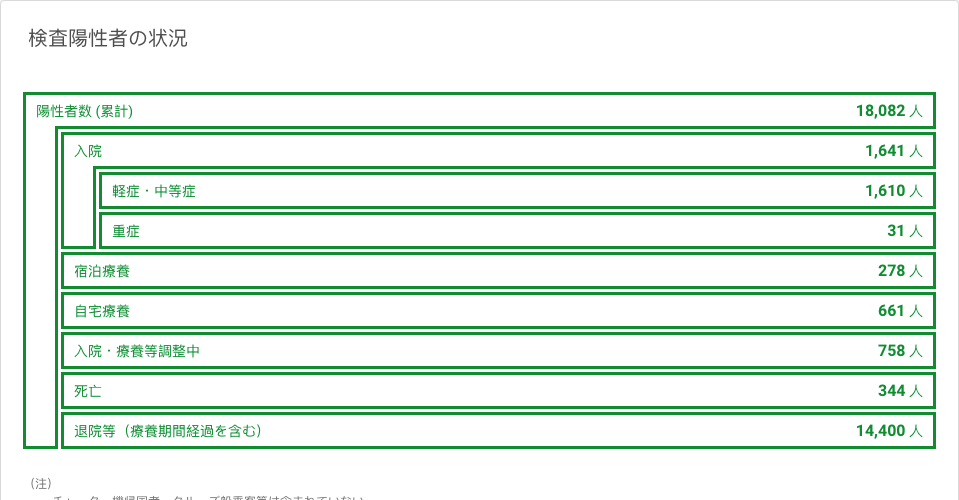 検査陽性者の状況
陽性者数 (累計) 18,082 人
入院 1,641 人
軽症・中等症 1,610 人
重症 31 人
宿泊療養 278 人
自宅療養 661 人
入院・療養等調整中 758 人
死亡 344 人
退院等（療養期間経過を含む） 14,400 人
(注)